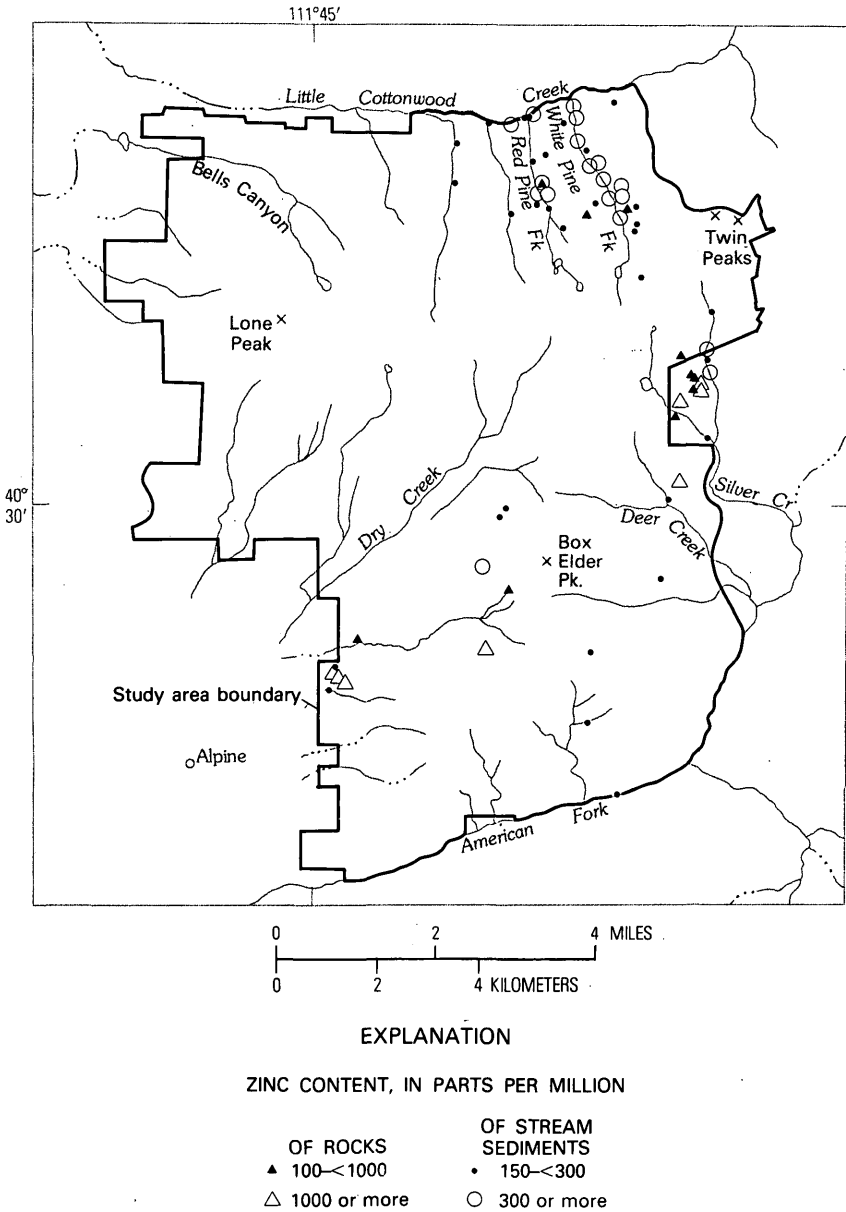 111°45'
Little Cottonwood Creek
Bells Canyon
Red Pine Fk
White Pine Fk
Twin Peaks
Lone Peak
40° 30'
Dry Creek
Silver Cr.
Deer Creek
Box Elder Pk.
Study area boundary
Alpine
American Fork
0 2 4 MILES
0 2 4 KILOMETERS
EXPLANATION
ZINC CONTENT, IN PARTS PER MILLION
OF ROCKS
100–<1000
1000 or more
OF STREAM SEDIMENTS
150–<300
300 or more